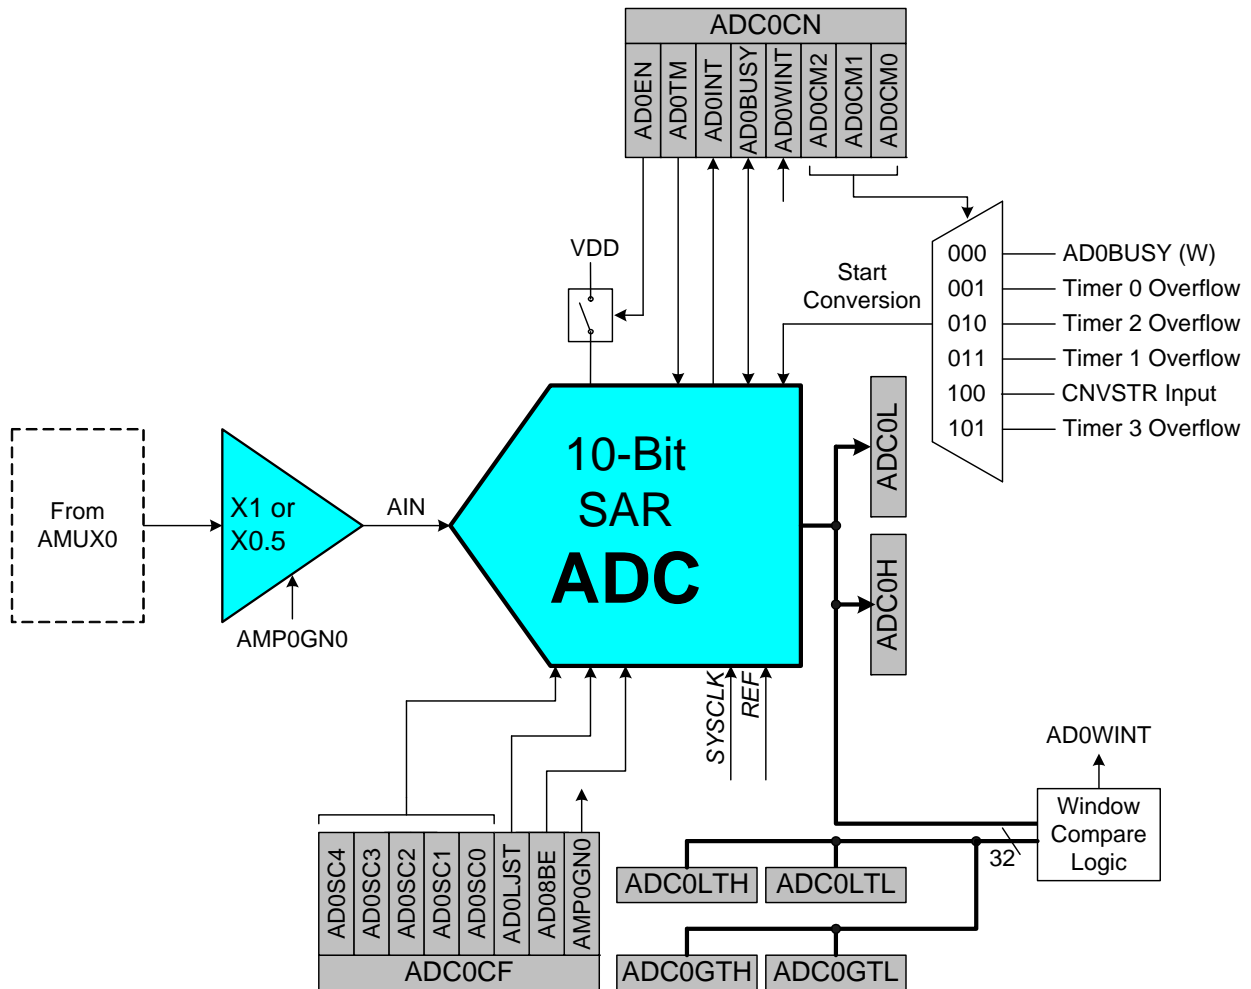 ADC0CN
AD0EN
AD0TM
AD0INT
AD0BUSY
AD0WINT
AD0CM2
AD0CM1
AD0CM0
VDD
Start
Conversion
000
AD0BUSY (W)
001
Timer 0 Overflow
010
Timer 2 Overflow
011
Timer 1 Overflow
100
CNVSTR Input
101
Timer 3 Overflow
From
AMUX0
X1 or
X0.5
AIN
AMP0GN0
10-Bit
SAR
ADC
ADC0L
ADC0H
SYSCLK
REF
AD0WINT
Window
Compare
Logic
32
AD0SC4
AD0SC3
AD0SC2
AD0SC1
AD0SC0
AD0LJST
AD08BE
AMP0GN0
ADC0CF
ADC0LTH
ADC0LTL
ADC0GTH
ADC0GTL